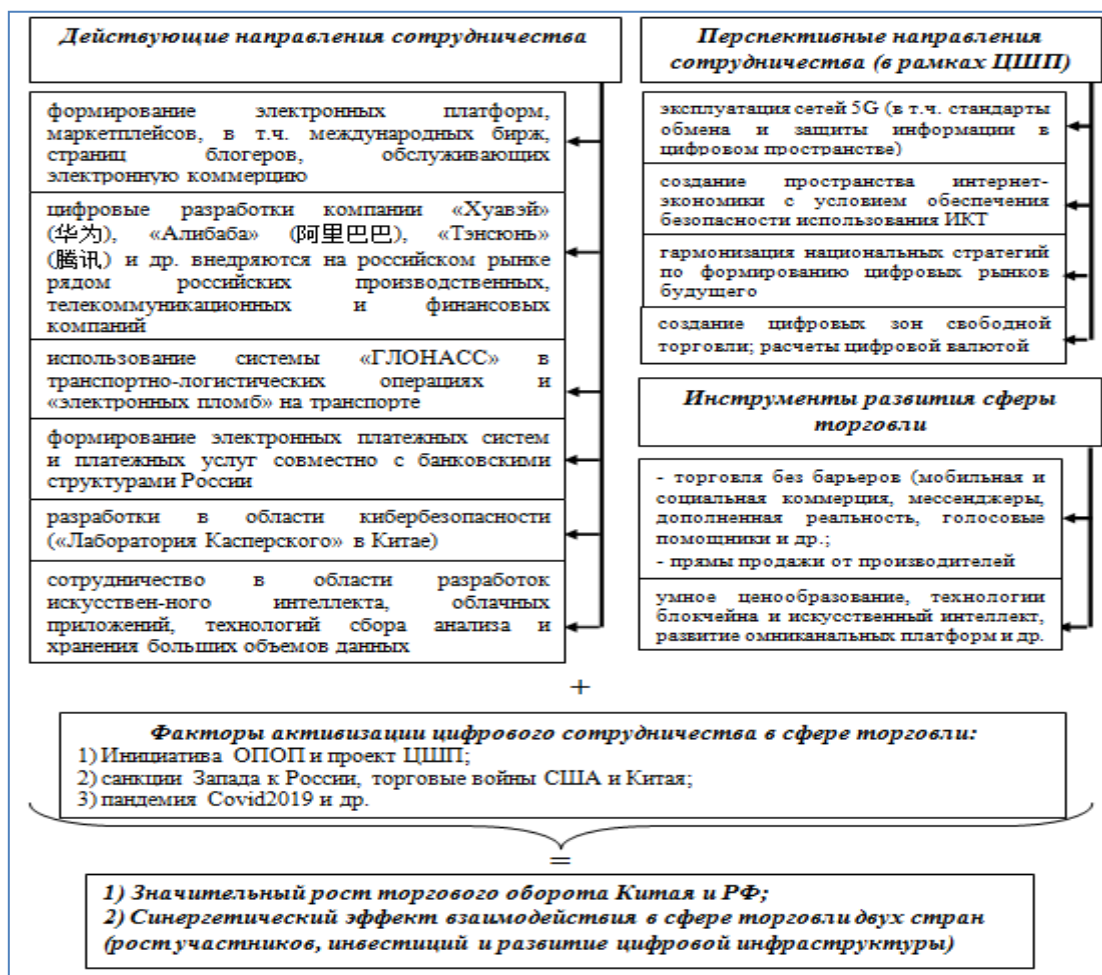 Действующие направления сотрудничества
формирование электронных платформ,
маркетплейсов, в т.ч. международных бирж,
страниц блогеров, обслуживающих
электронную коммерцию
цифровые разработки компании «Хуавэй»
(华为), «Алибаба» (阿里巴巴), «Тэнсюнь»
(腾讯) и др. внедряются на российском рынке
рядом российских производственных,
телекоммуникационных и финансовых
компаний
использование системы «ГЛОНАСС» в
транспортно-логистических операциях и
«электронных пломб» на транспорте
формирование электронных платежных систем
и платежных услуг совместно с банковскими
структурами России
разработки в области кибербезопасности
(«Лаборатория Касперского» в Китае)
сотрудничество в области разработок
искусствен-ного интеллекта, облачных
приложений, технологий сбора анализа и
хранения больших объемов данных
Перспективные направления
сотрудничества (в рамках ЦШП)
эксплуатация сетей 5G (в т.ч. стандарты
обмена и защиты информации в
цифровом пространстве)
создание пространства интернет-
экономики с условием обеспечения
безопасности использования ИКТ
гармонизация национальных стратегий
по формированию цифровых рынков
будущего
создание цифровых зон свободной
торговли; расчеты цифровой валютой
Инструменты развития сферы
торговли
- торговля без барьеров (мобильная и
социальная коммерция, мессенджеры,
дополненная реальность, голосовые
помощники и др.;
- прямы продажи от производителей
умное ценообразование, технологии
блокчейна и искусственный интеллект,
развитие омниканальных платформ и др.
+
Факторы активизации цифрового сотрудничества в сфере торговли:
1) Инициатива ОПОП и проект ЦШП;
2) санкции Запада к России, торговые войны США и Китая;
3) пандемия Covid2019 и др.
=
1) Значительный рост торгового оборота Китая и РФ;
2) Синергетический эффект взаимодействия в сфере торговли двух стран
(рост участников, инвестиций и развитие цифровой инфраструктуры)